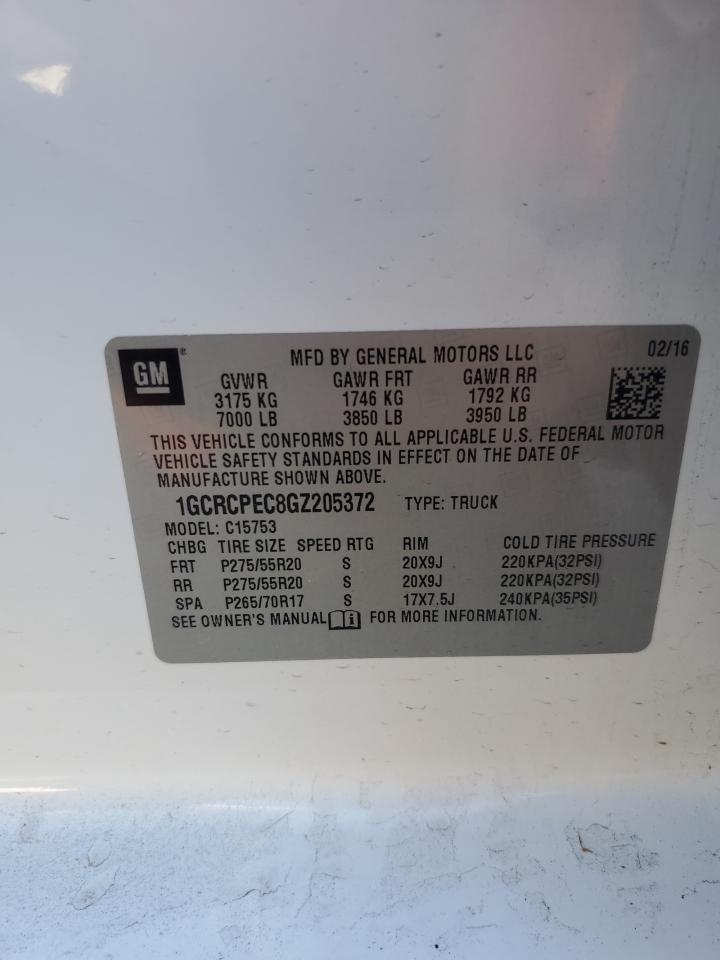 GM® MFD BY GENERAL MOTORS LLC 02/16
GVWR GAWR FRT GAWR RR
3175 KG 1746 KG 1792 KG
7000 LB 3850 LB 3950 LB
THIS VEHICLE CONFORMS TO ALL APPLICABLE U.S. FEDERAL MOTOR
VEHICLE SAFETY STANDARDS IN EFFECT ON THE DATE OF
MANUFACTURE SHOWN ABOVE.
1GCRCPEC8GZ205372 TYPE: TRUCK
MODEL: C15753
CHBG TIRE SIZE SPEED RTG RIM COLD TIRE PRESSURE
FRT P275/55R20 S 20X9J 220KPA(32PSI)
RR P275/55R20 S 20X9J 220KPA(32PSI)
SPA P265/70R17 S 17X7.5J 240KPA(35PSI)
SEE OWNER'S MANUAL FOR MORE INFORMATION.